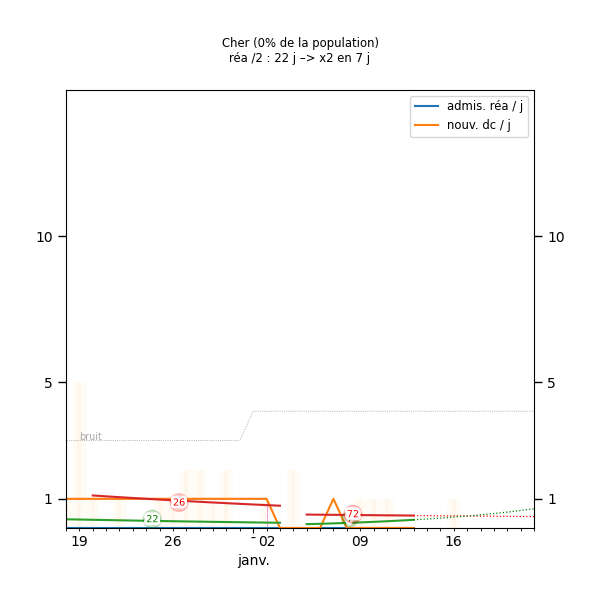 Cher (0% de la population)
réa /2 : 22 j –> x2 en 7 j
admis. réa / j
nouv. dc / j
10
10
5
5
bruit
1
1
26
22
72
19
26
-
02
09
16
janv.